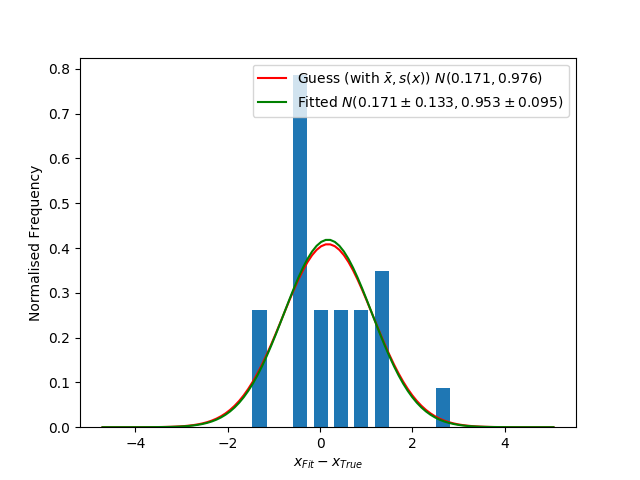 Guess (with x̄, s(x)) N(0.171, 0.976)
Fitted N(0.171 ± 0.133, 0.953 ± 0.095)
0.8
0.7
0.6
0.5
0.4
0.3
0.2
0.1
0.0
Normalised Frequency
−4 −2 0 2 4
x_Fit − x_True